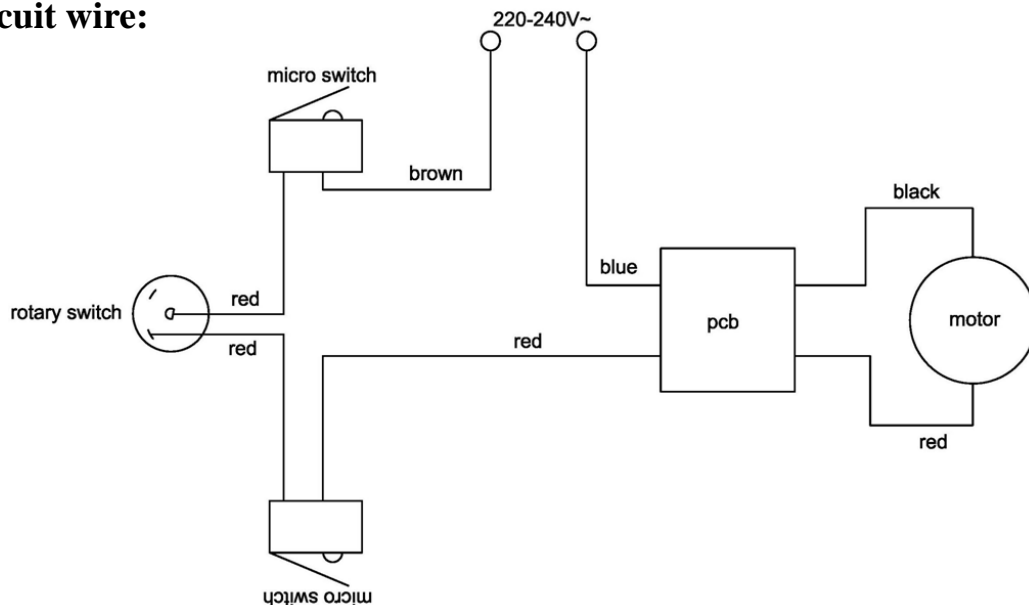 cuit wire:
220-240V~
micro switch
brown
black
blue
rotary switch
red
pcb
motor
red
red
red
micro switch